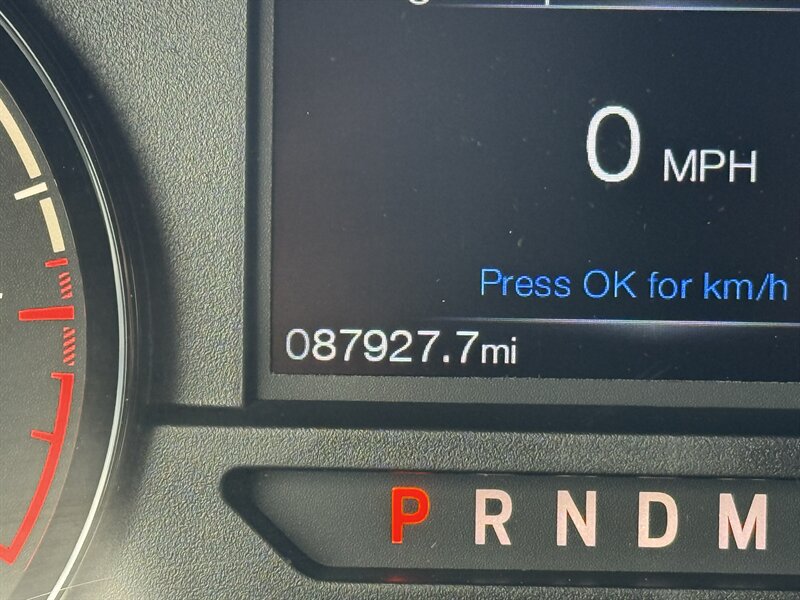 0 MPH
Press OK for km/h
087927.7mi
P R N D M